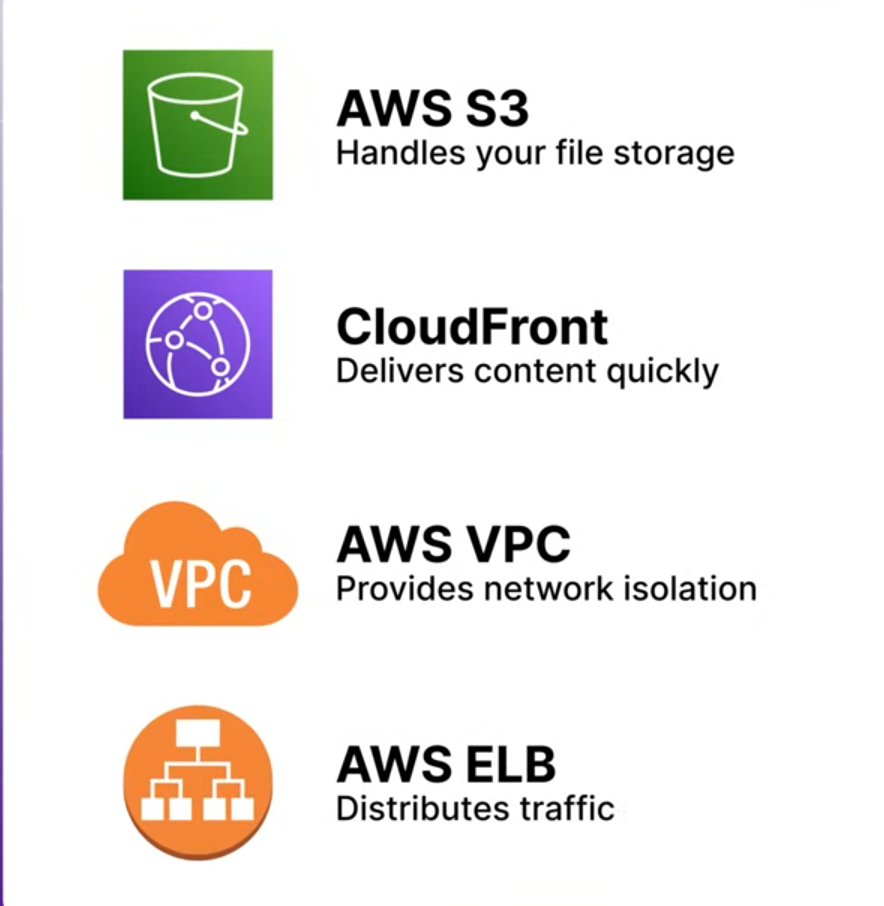 AWS S3
Handles your file storage
CloudFront
Delivers content quickly
VPC
AWS VPC
Provides network isolation
AWS ELB
Distributes traffic